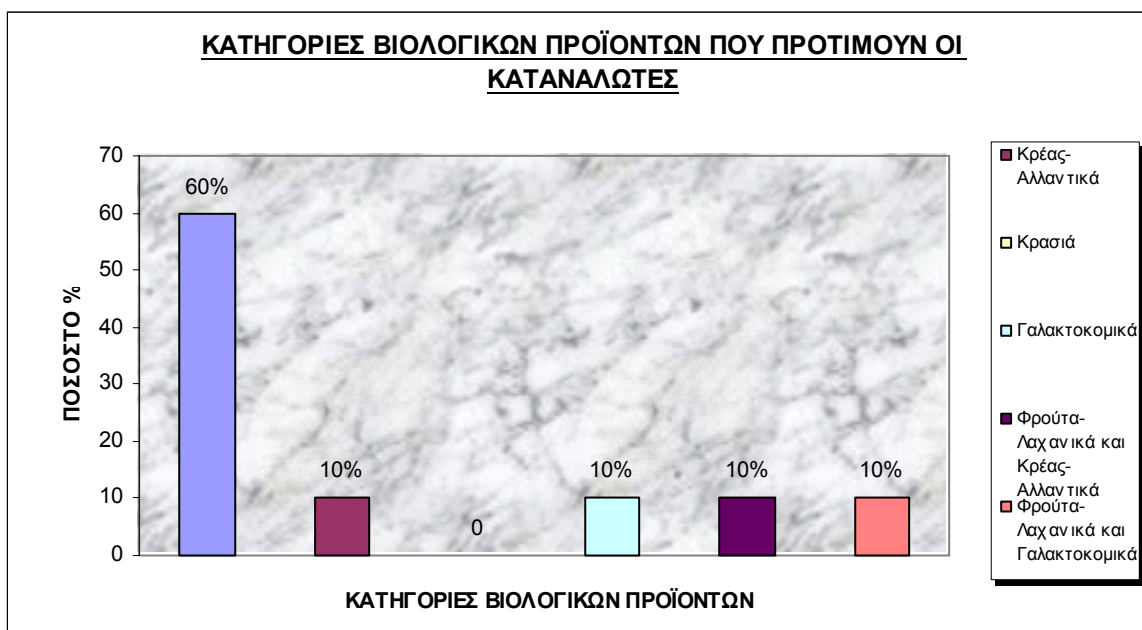 ΚΑΤΗΓΟΡΙΕΣ ΒΙΟΛΟΓΙΚΩΝ ΠΡΟΪΟΝΤΩΝ ΠΟΥ ΠΡΟΤΙΜΟΥΝ ΟΙ
ΚΑΤΑΝΑΛΩΤΕΣ
ΠΟΣΟΣΤΟ %
70
60
50
40
30
20
10
0
60%
10%
0
10%
10%
10%
ΚΑΤΗΓΟΡΙΕΣ ΒΙΟΛΟΓΙΚΩΝ ΠΡΟΪΟΝΤΩΝ
Κρέας-
Αλλαντικά
Κρασιά
Γαλακτοκομικά
Φρούτα-
Λαχανικά και
Κρέας-
Αλλαντικά
Φρούτα-
Λαχανικά και
Γαλακτοκομικά